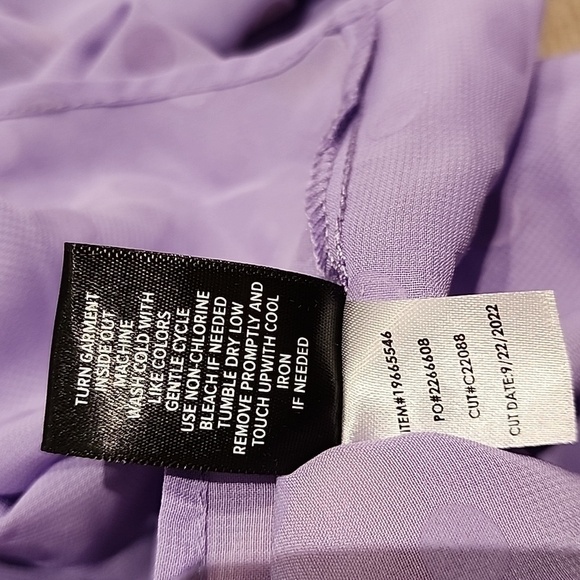 TURN GARMENT
INSIDE OUT
MACHINE
WASH COLD WITH
LIKE COLORS
GENTLE CYCLE
USE NON-CHLORINE
BLEACH IF NEEDED
TUMBLE DRY LOW
REMOVE PROMPTLY AND
TOUCH UPWITH COOL
IRON
IF NEEDED
ITEM#19665546
PO#2266608
CUT#C22088
CUT DATE:9/22/2022